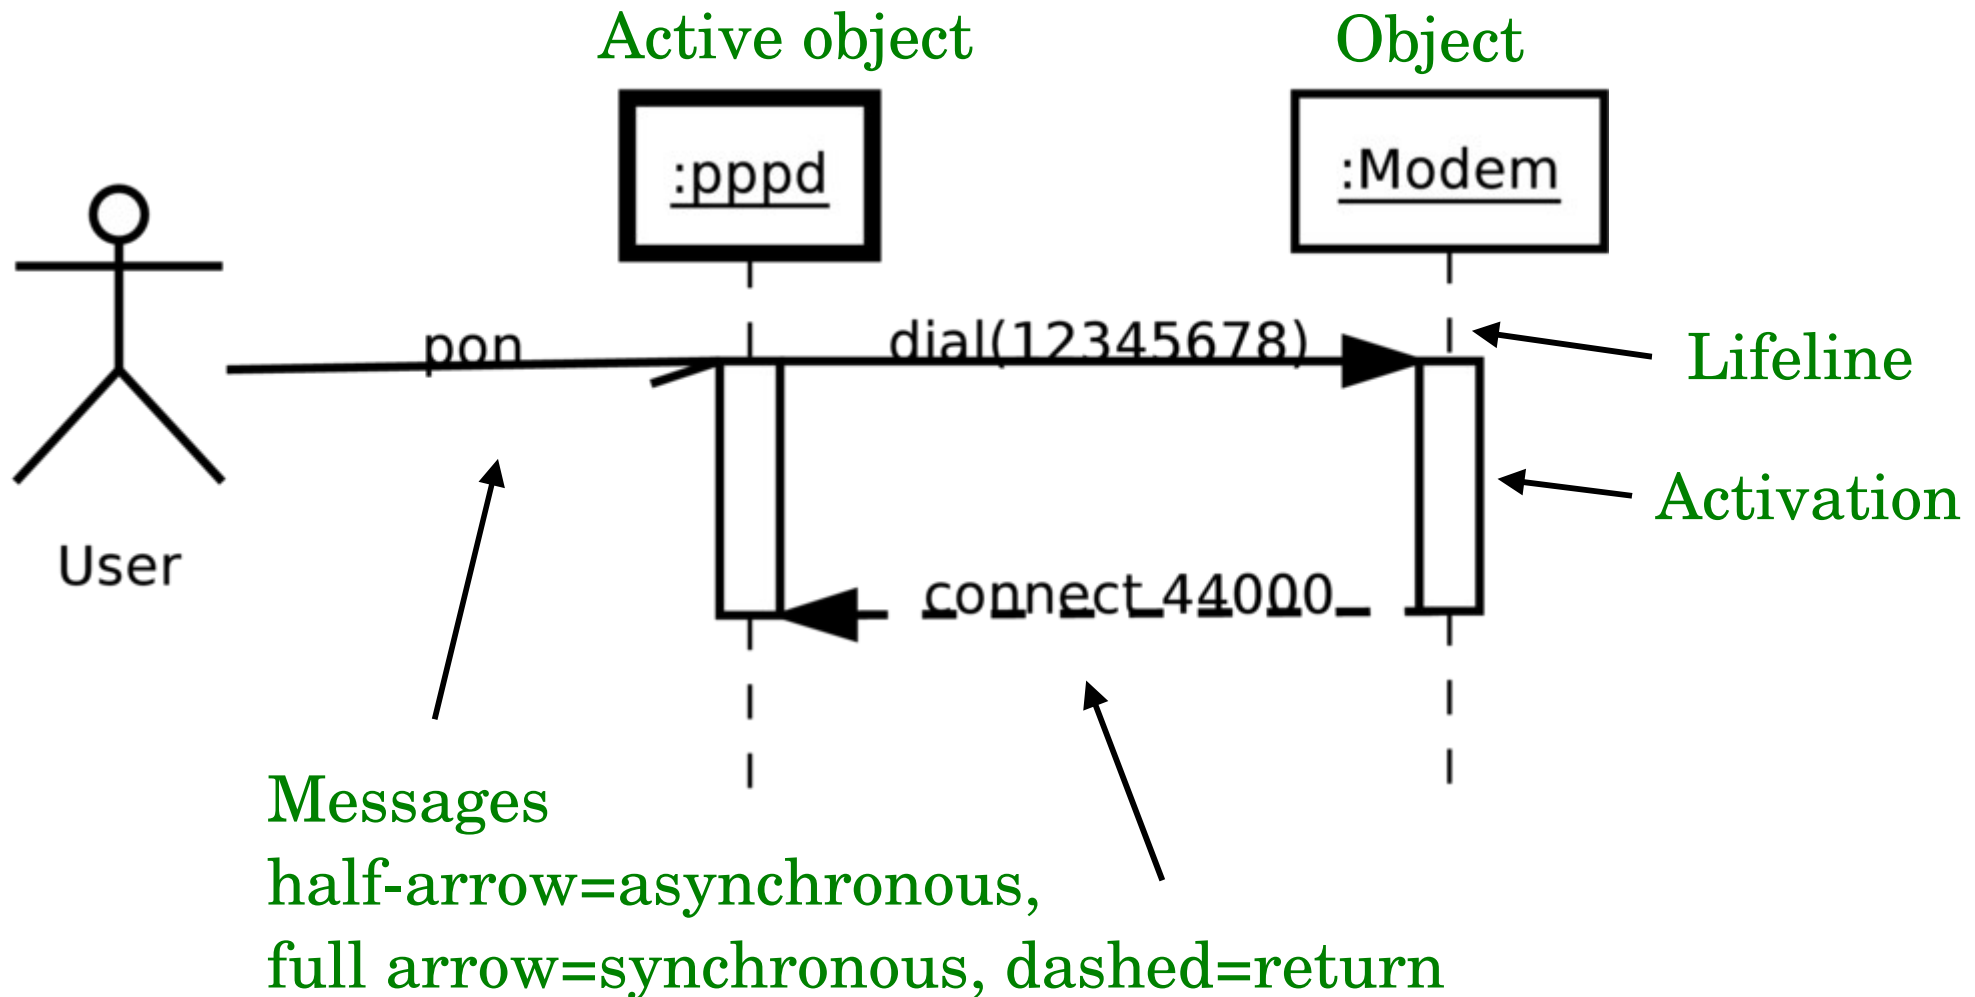 Active object
Object
:pppd
:Modem
pon
dial(12345678)
Lifeline
Activation
User
connect 44000
Messages
half-arrow=asynchronous,
full arrow=synchronous, dashed=return